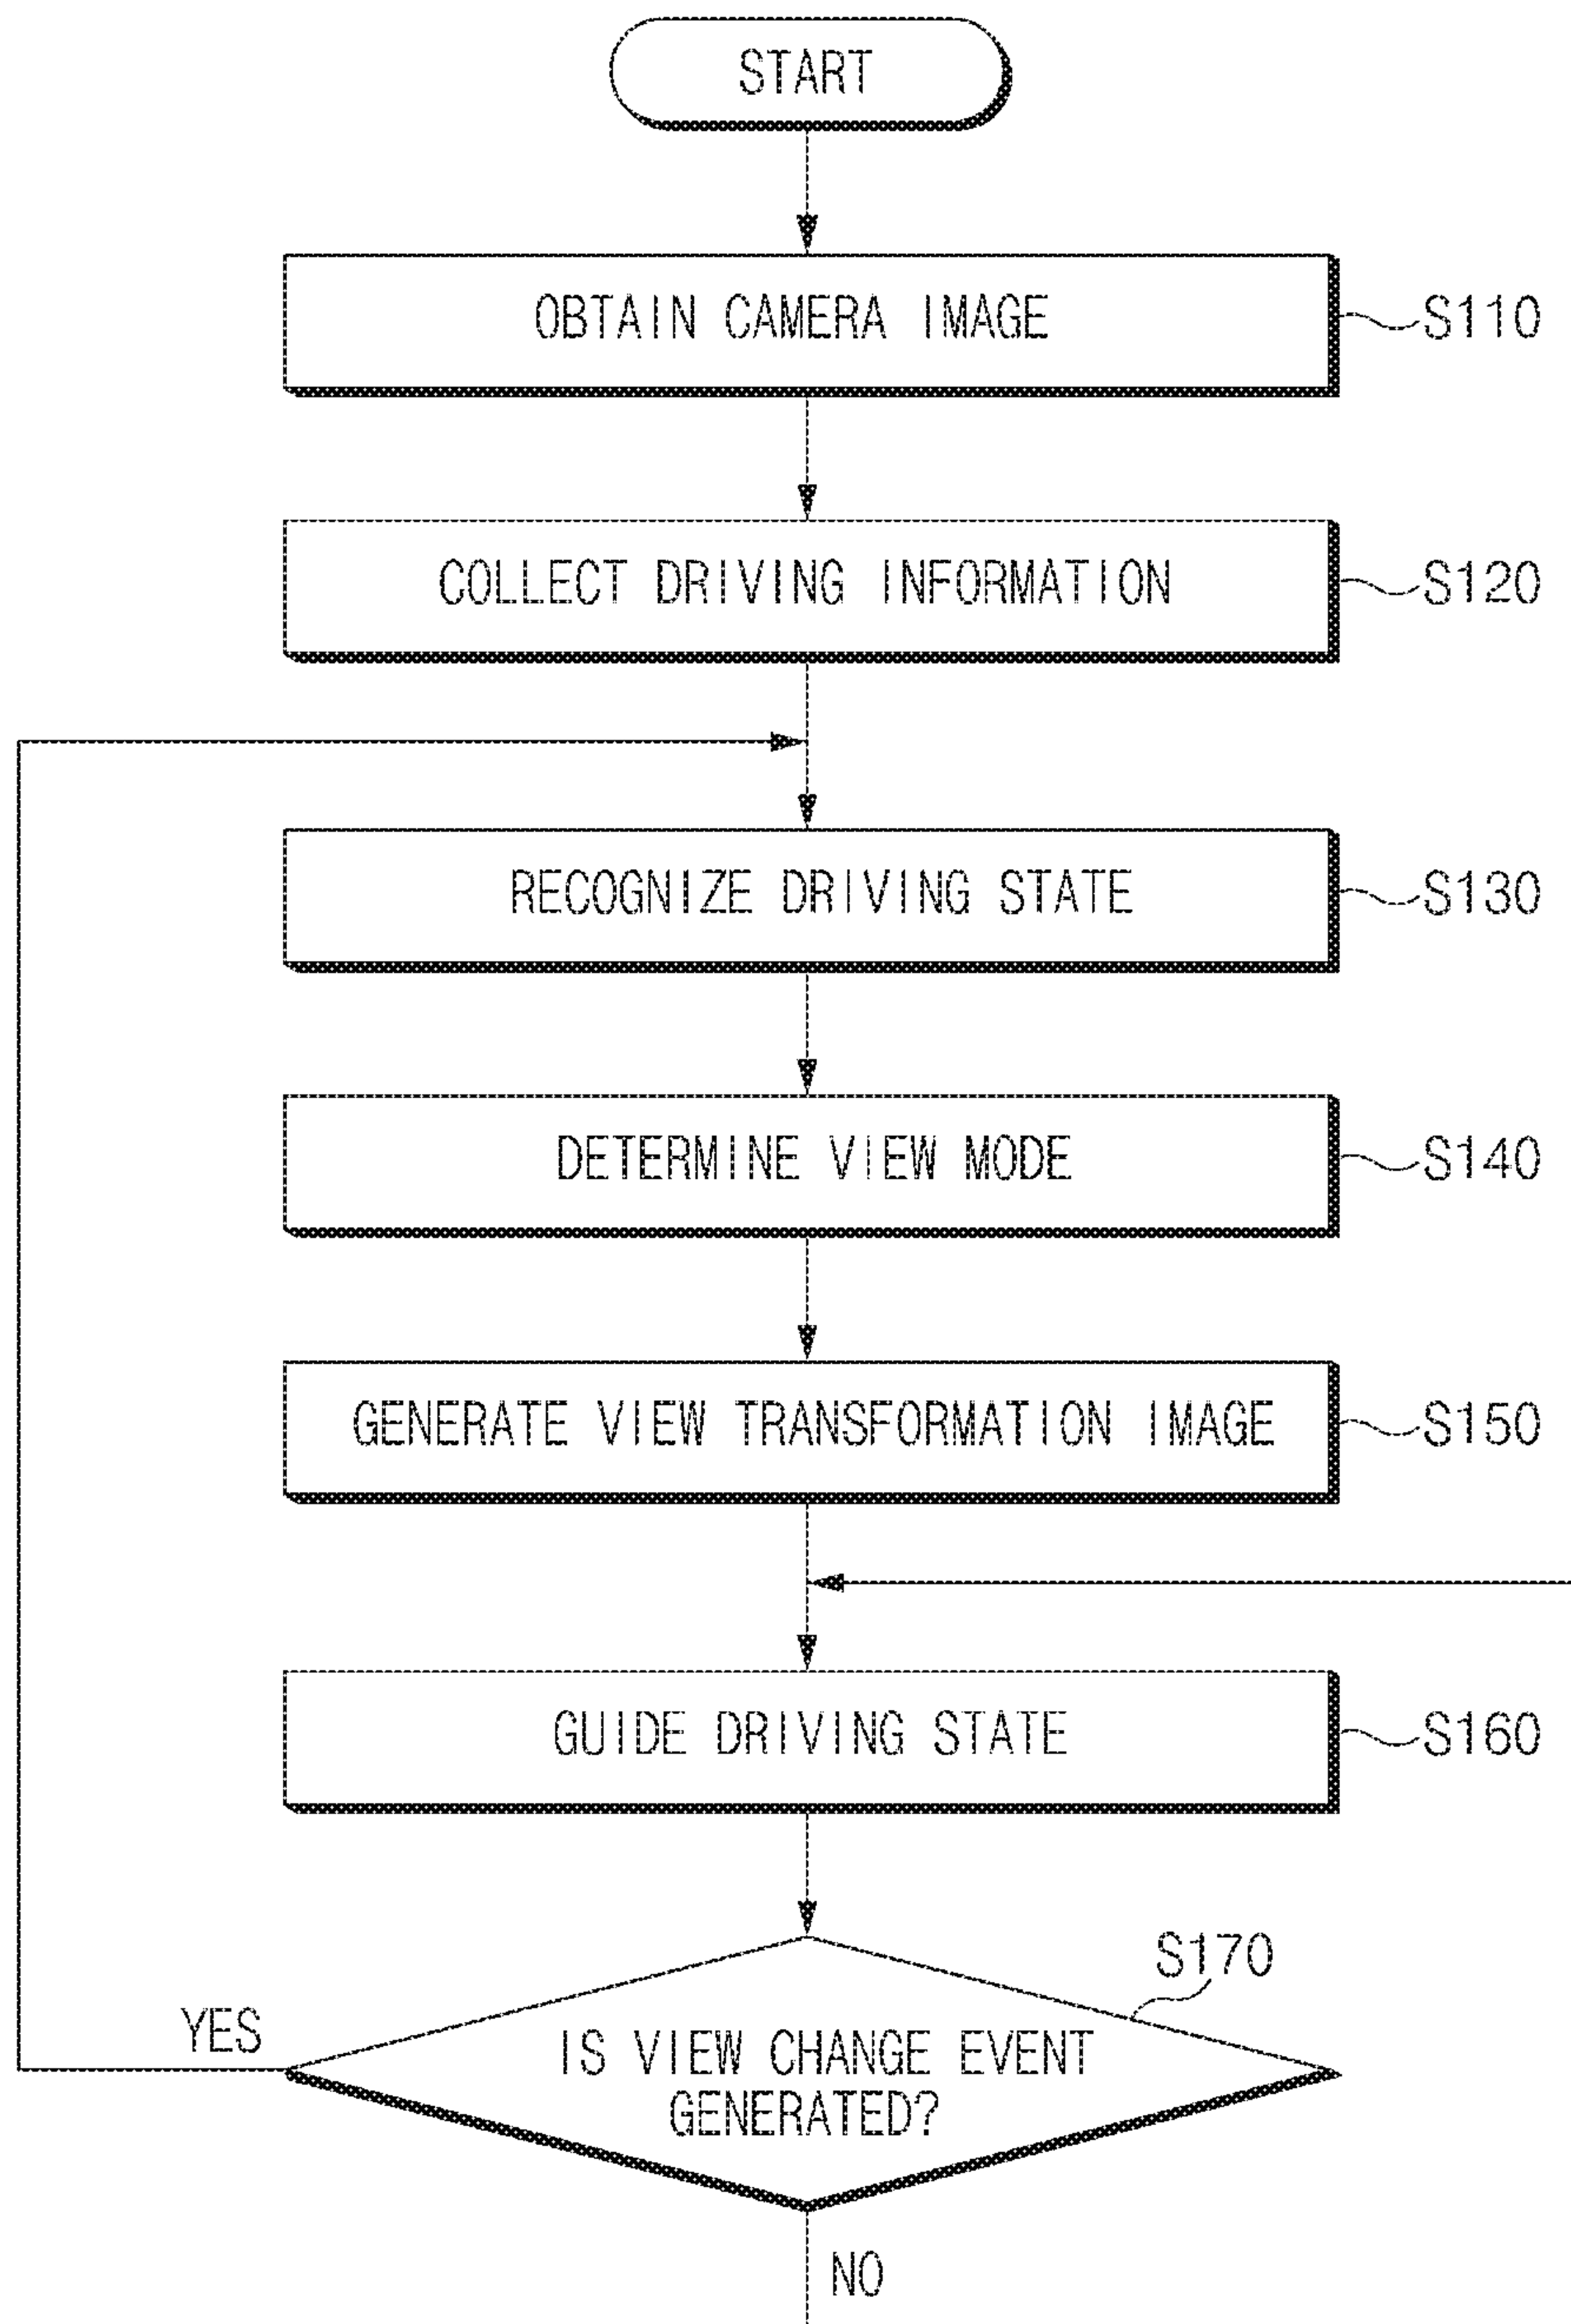 START
OBTAIN CAMERA IMAGE
S110
COLLECT DRIVING INFORMATION
S120
RECOGNIZE DRIVING STATE
S130
DETERMINE VIEW MODE
S140
GENERATE VIEW TRANSFORMATION IMAGE
S150
GUIDE DRIVING STATE
S160
S170
YES
IS VIEW CHANGE EVENT
GENERATED?
NO